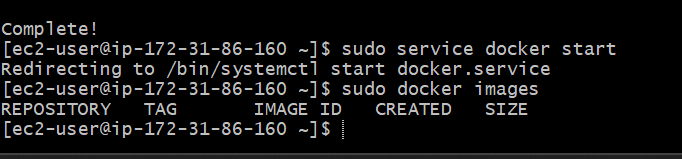 Complete!
[ec2-user@ip-172-31-86-160 ~]$ sudo service docker start
Redirecting to /bin/systemctl start docker.service
[ec2-user@ip-172-31-86-160 ~]$ sudo docker images
REPOSITORY   TAG       IMAGE ID   CREATED   SIZE
[ec2-user@ip-172-31-86-160 ~]$